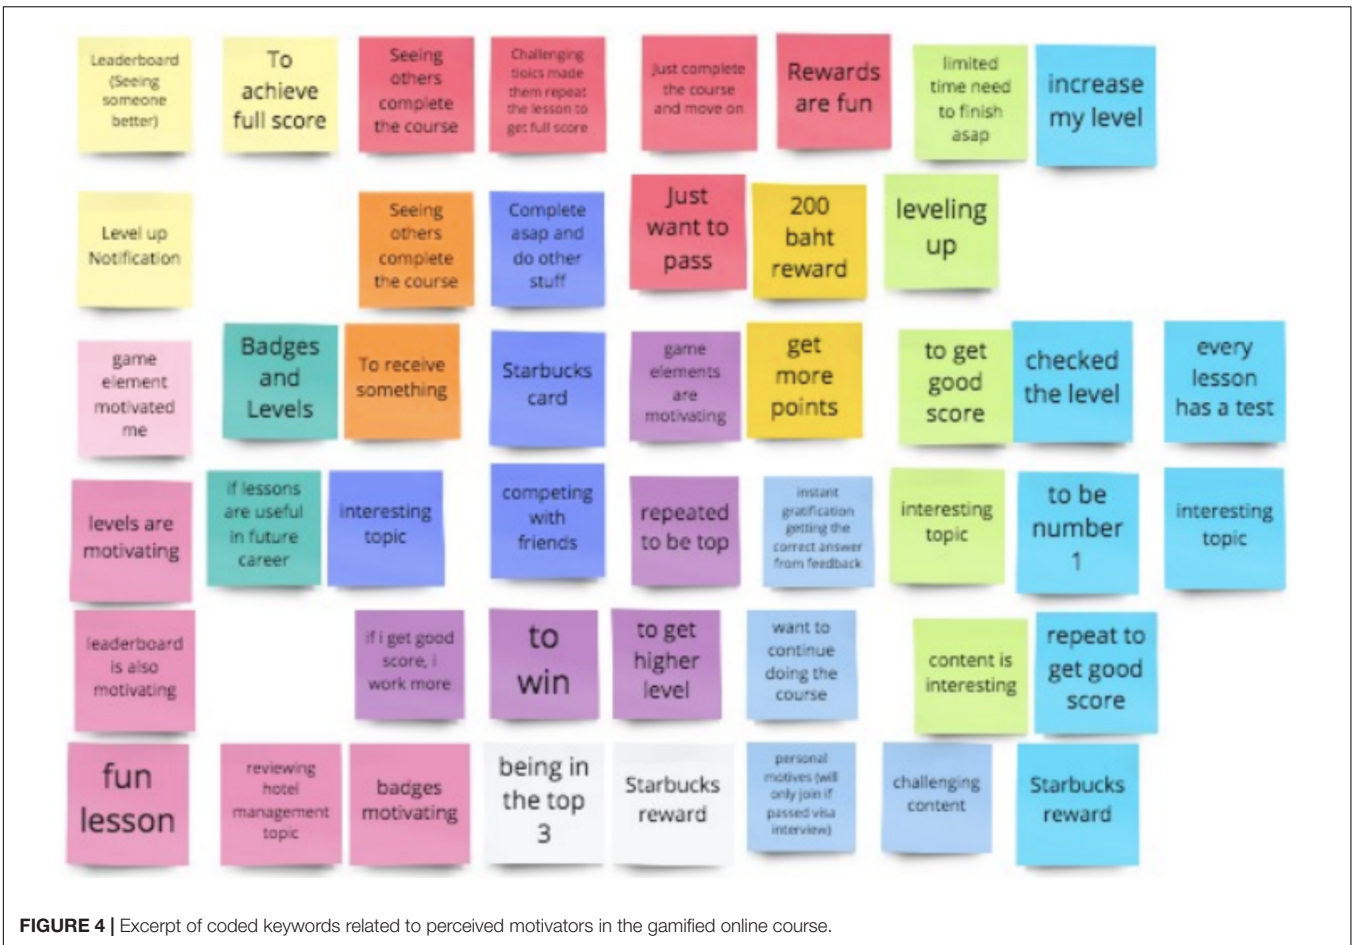 Leaderboard
(Seeing
someone
better)
To
achieve
full score
Seeing
others
complete
the course
Challenging
tioics made
them repeat
the lesson to
get full score
Just complete
the course
and move on
Rewards
are fun
limited
time need
to finish
asap
increase
my level
Level up
Notification
Seeing
others
complete
the course
Complete
asap and
do other
stuff
Just
want to
pass
200
baht
reward
leveling
up
game
element
motivated
me
Badges
and
Levels
To receive
something
Starbucks
card
game
elements
are
motivating
get
more
points
to get
good
score
checked
the level
every
lesson
has a test
levels are
motivating
if lessons
are useful
in future
career
interesting
topic
competing
with
friends
repeated
to be top
instant
gratification
getting the
correct answer
from feedback
interesting
topic
to be
number
1
interesting
topic
leaderboard
is also
motivating
if i get good
score, i
work more
to
win
to get
higher
level
want to
continue
doing the
course
content is
interesting
repeat to
get good
score
fun
lesson
reviewing
hotel
management
topic
badges
motivating
being in
the top
3
Starbucks
reward
personal
motives (will
only join if
passed visa
interview)
challenging
content
Starbucks
reward
FIGURE 4 | Excerpt of coded keywords related to perceived motivators in the gamified online course.